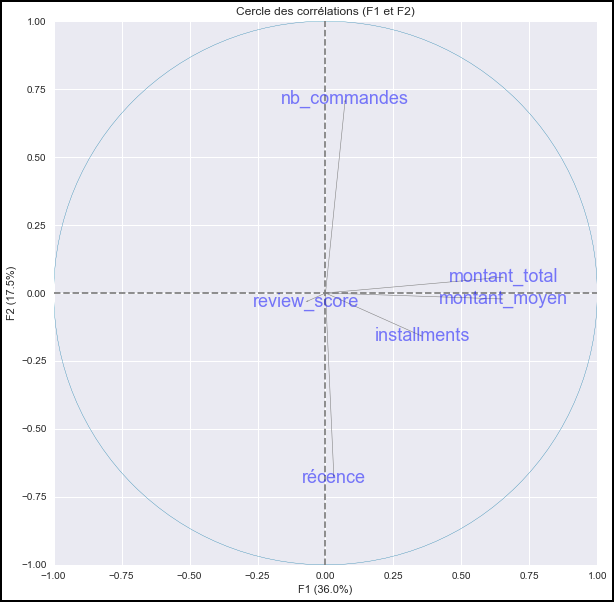 Cercle des corrélations (F1 et F2)
1.00
0.75
0.50
0.25
0.00
−0.25
−0.50
−0.75
−1.00
F2 (17.5%)
nb_commandes
montant_total
montant_moyen
review_score
installments
récence
−1.00 −0.75 −0.50 −0.25 0.00 0.25 0.50 0.75 1.00
F1 (36.0%)